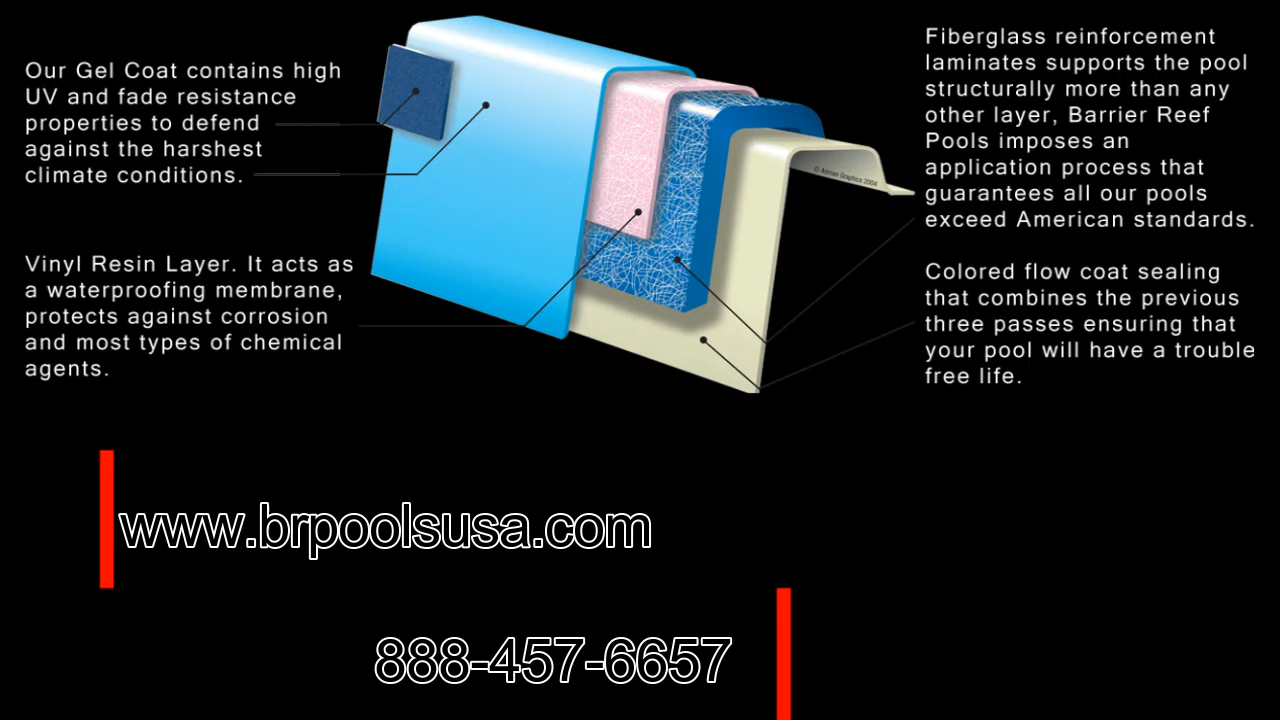 Our Gel Coat contains high
UV and fade resistance
properties to defend
against the harshest
climate conditions.
Vinyl Resin Layer. It acts as
a waterproofing membrane,
protects against corrosion
and most types of chemical
agents.
Fiberglass reinforcement
laminates supports the pool
structurally more than any
other layer, Barrier Reef
Pools imposes an
application process that
guarantees all our pools
exceed American standards.
Colored flow coat sealing
that combines the previous
three passes ensuring that
your pool will have a trouble
free life.
© Adrian Graphics 2004
www.brpoolsusa.com
888-457-6657